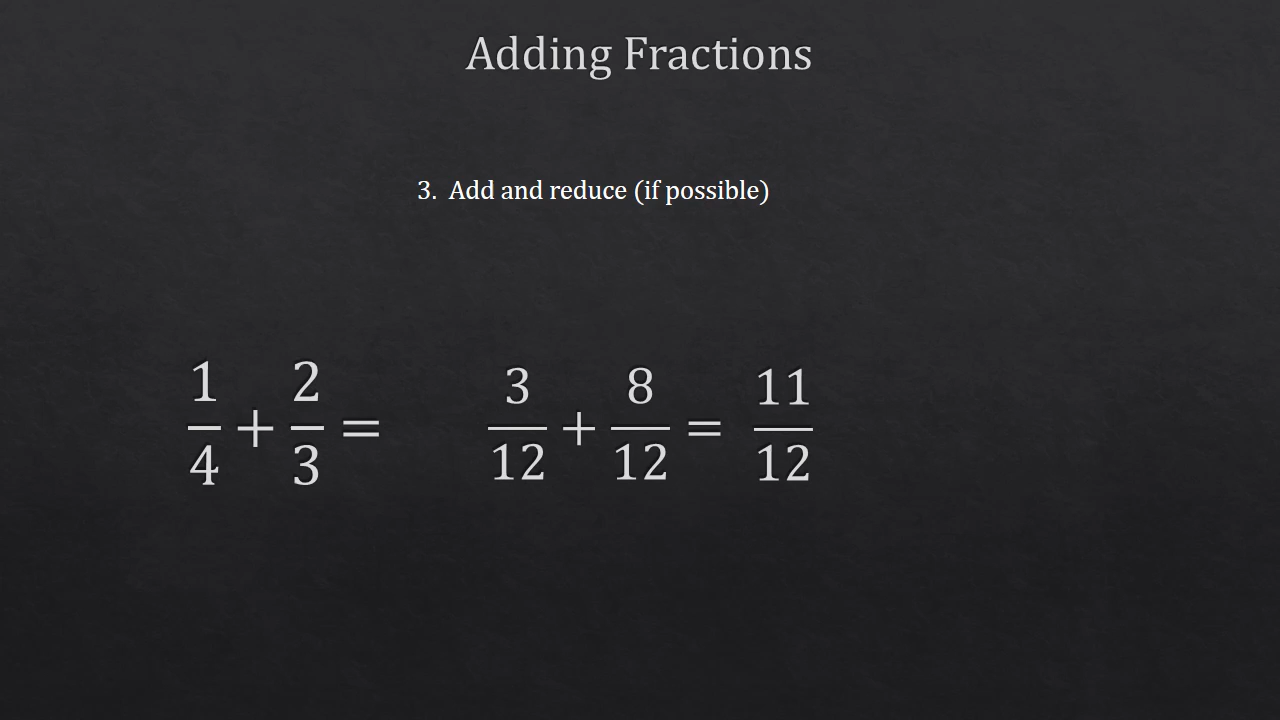 Adding Fractions
3. Add and reduce (if possible)
1/4 + 2/3 = 3/12 + 8/12 = 11/12